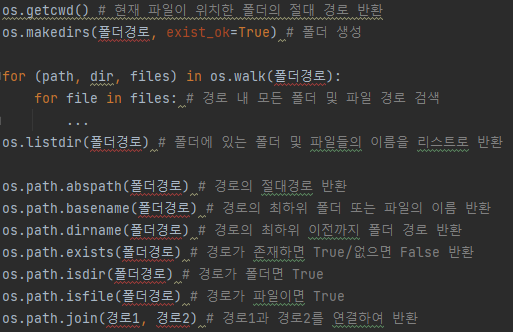 os.getcwd() # 현재 파일이 위치한 폴더의 절대 경로 반환
os.makedirs(폴더경로, exist_ok=True) # 폴더 생성
for (path, dir, files) in os.walk(폴더경로):
for file in files: # 경로 내 모든 폴더 및 파일 경로 검색
...
os.listdir(폴더경로) # 폴더에 있는 폴더 및 파일들의 이름을 리스트로 반환
os.path.abspath(폴더경로) # 경로의 절대경로 반환
os.path.basename(폴더경로) # 경로의 최하위 폴더 또는 파일의 이름 반환
os.path.dirname(폴더경로) # 경로의 최하위 이전까지 폴더 경로 반환
os.path.exists(폴더경로) # 경로가 존재하면 True/없으면 False 반환
os.path.isdir(폴더경로) # 경로가 폴더면 True
os.path.isfile(폴더경로) # 경로가 파일이면 True
os.path.join(경로1, 경로2) # 경로1과 경로2를 연결하여 반환